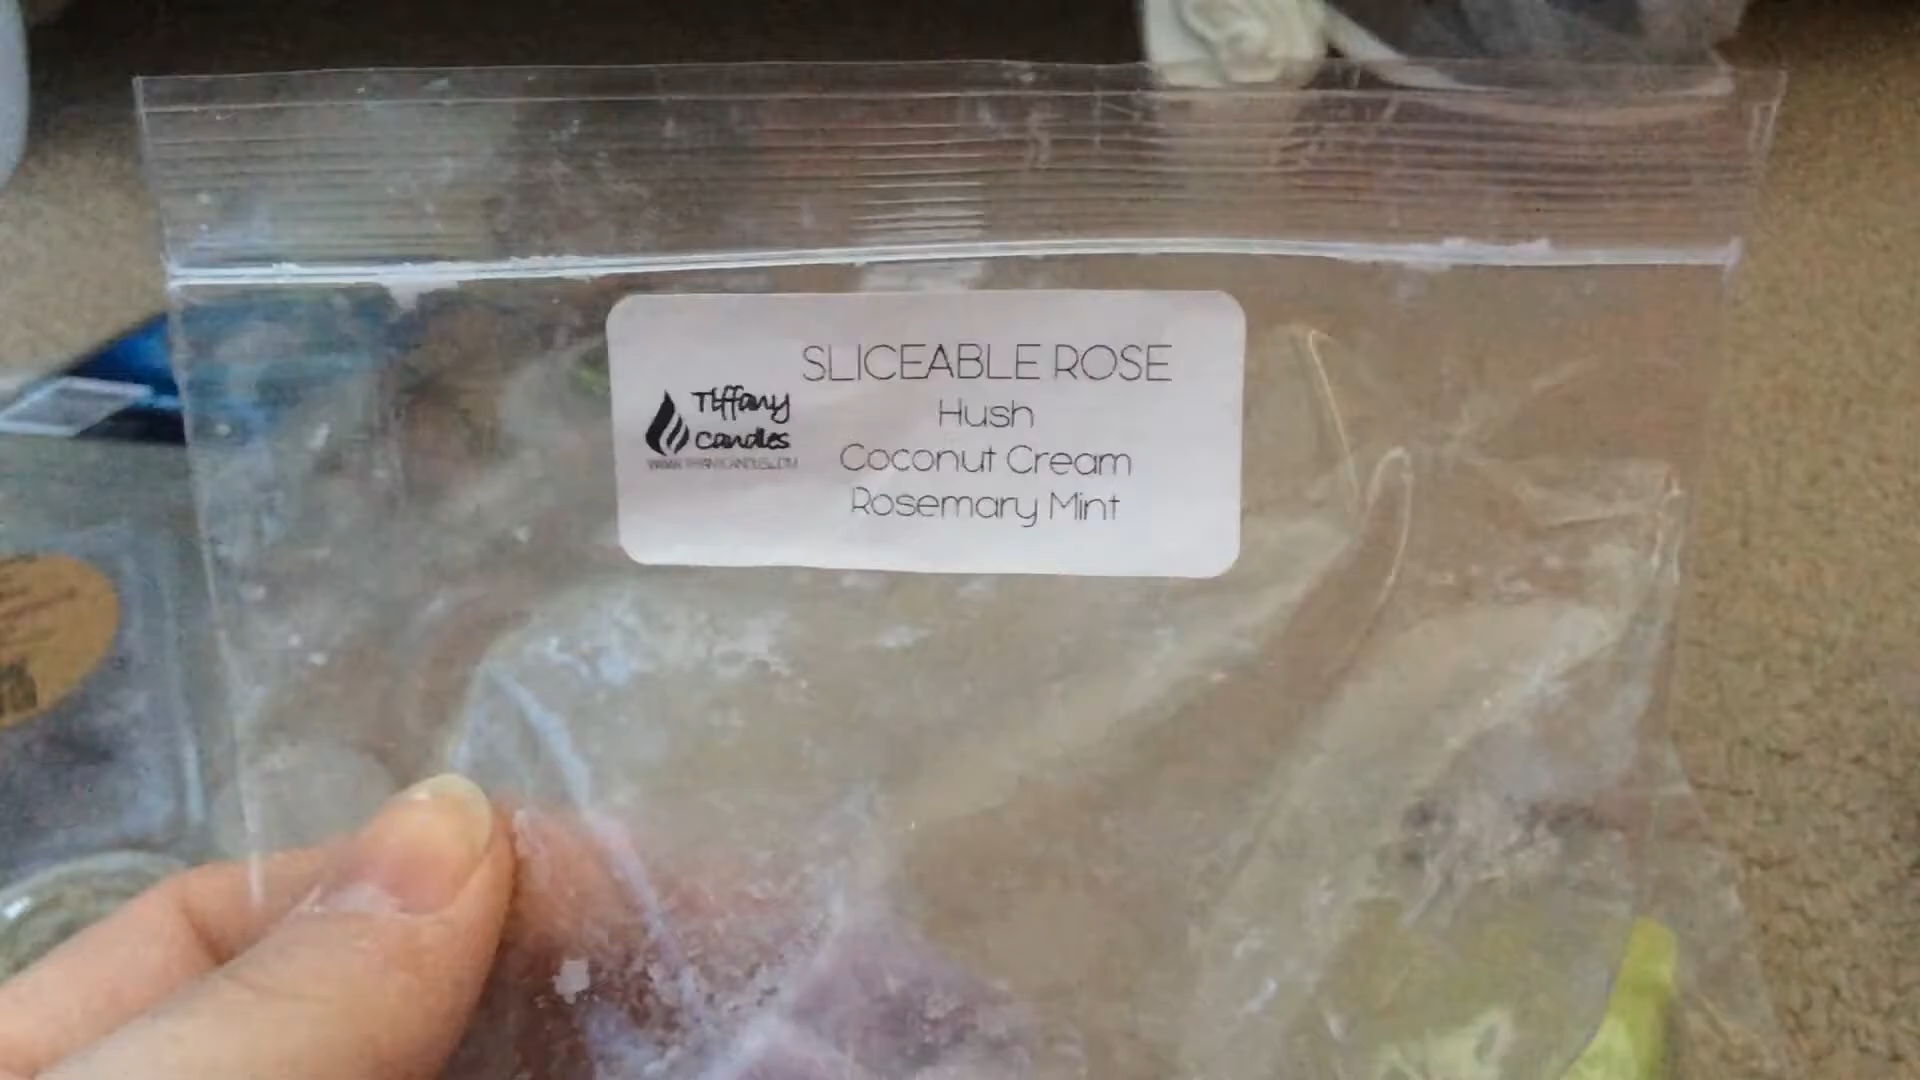 SLICEABLE ROSE
Tiffany
Candles
Hush
Coconut Cream
Rosemary Mint